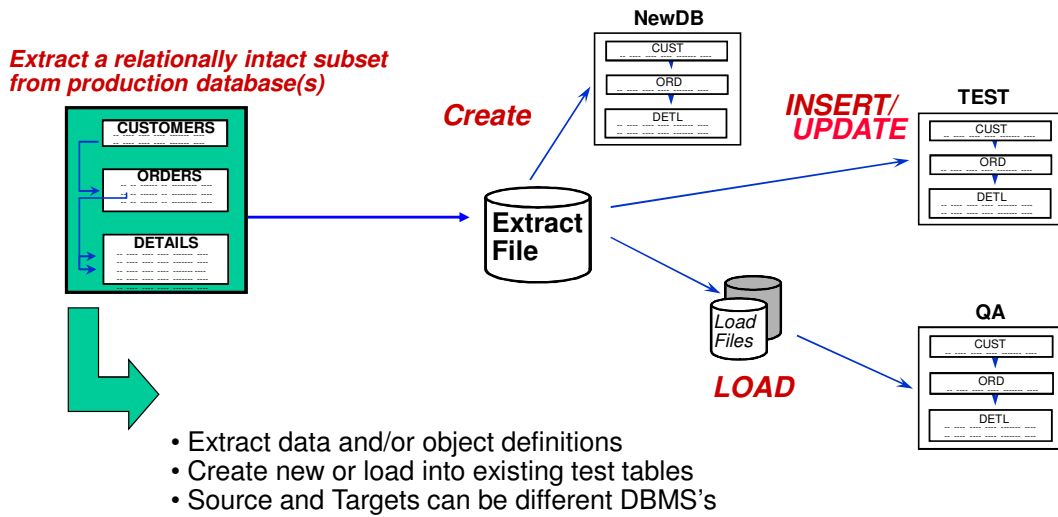 NewDB
CUST
ORD
DETL
Extract a relationally intact subset
from production database(s)
CUSTOMERS
ORDERS
DETAILS
Create
INSERT/
UPDATE
TEST
CUST
ORD
DETL
Extract
File
Load
Files
LOAD
QA
CUST
ORD
DETL
• Extract data and/or object definitions
• Create new or load into existing test tables
• Source and Targets can be different DBMS's